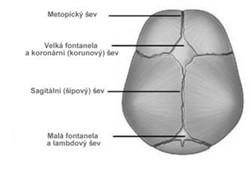 Metopický šev
Velká fontanela
a koronární (korunový) šev
Sagitální (šípový) šev
Malá fontanela
a lambdový šev